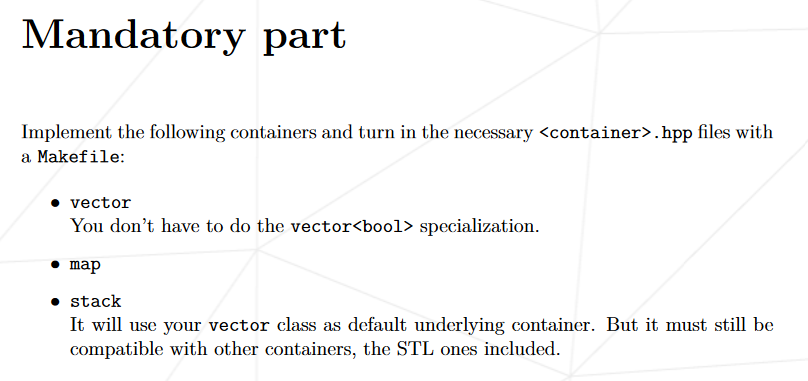 Mandatory part
Implement the following containers and turn in the necessary <container>.hpp files with
a Makefile:
• vector
You don’t have to do the vector<bool> specialization.
• map
• stack
It will use your vector class as default underlying container. But it must still be
compatible with other containers, the STL ones included.